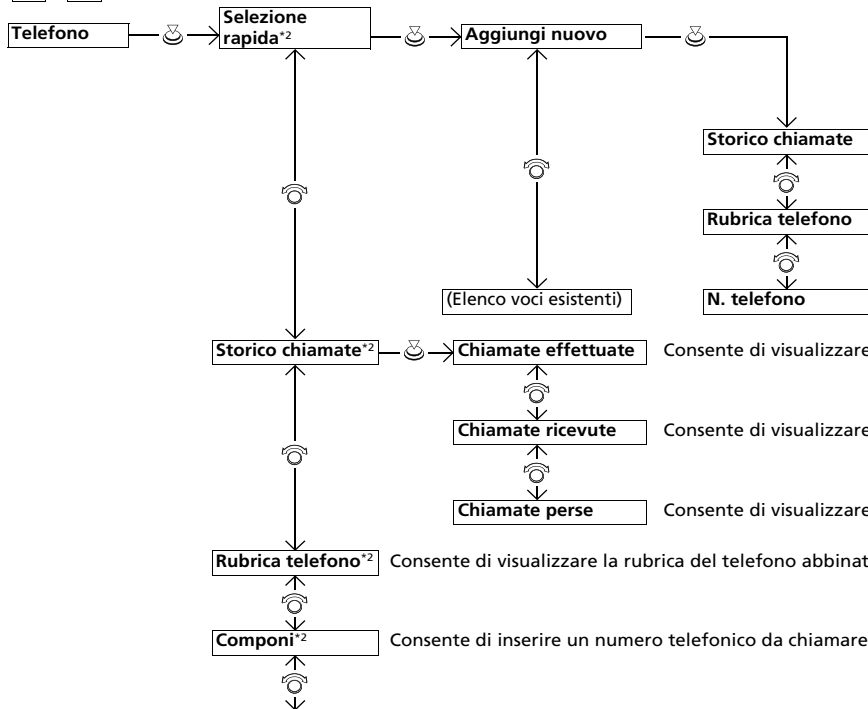 Telefono
Selezione
rapida*2
Aggiungi nuovo
Storico chiamate
Rubrica telefono
N. telefono
(Elenco voci esistenti)
Storico chiamate*2
Chiamate effettuate
Consente di visualizzare
Chiamate ricevute
Consente di visualizzare
Chiamate perse
Consente di visualizzare
Rubrica telefono*2
Consente di visualizzare la rubrica del telefono abbinat
Componi*2
Consente di inserire un numero telefonico da chiamare